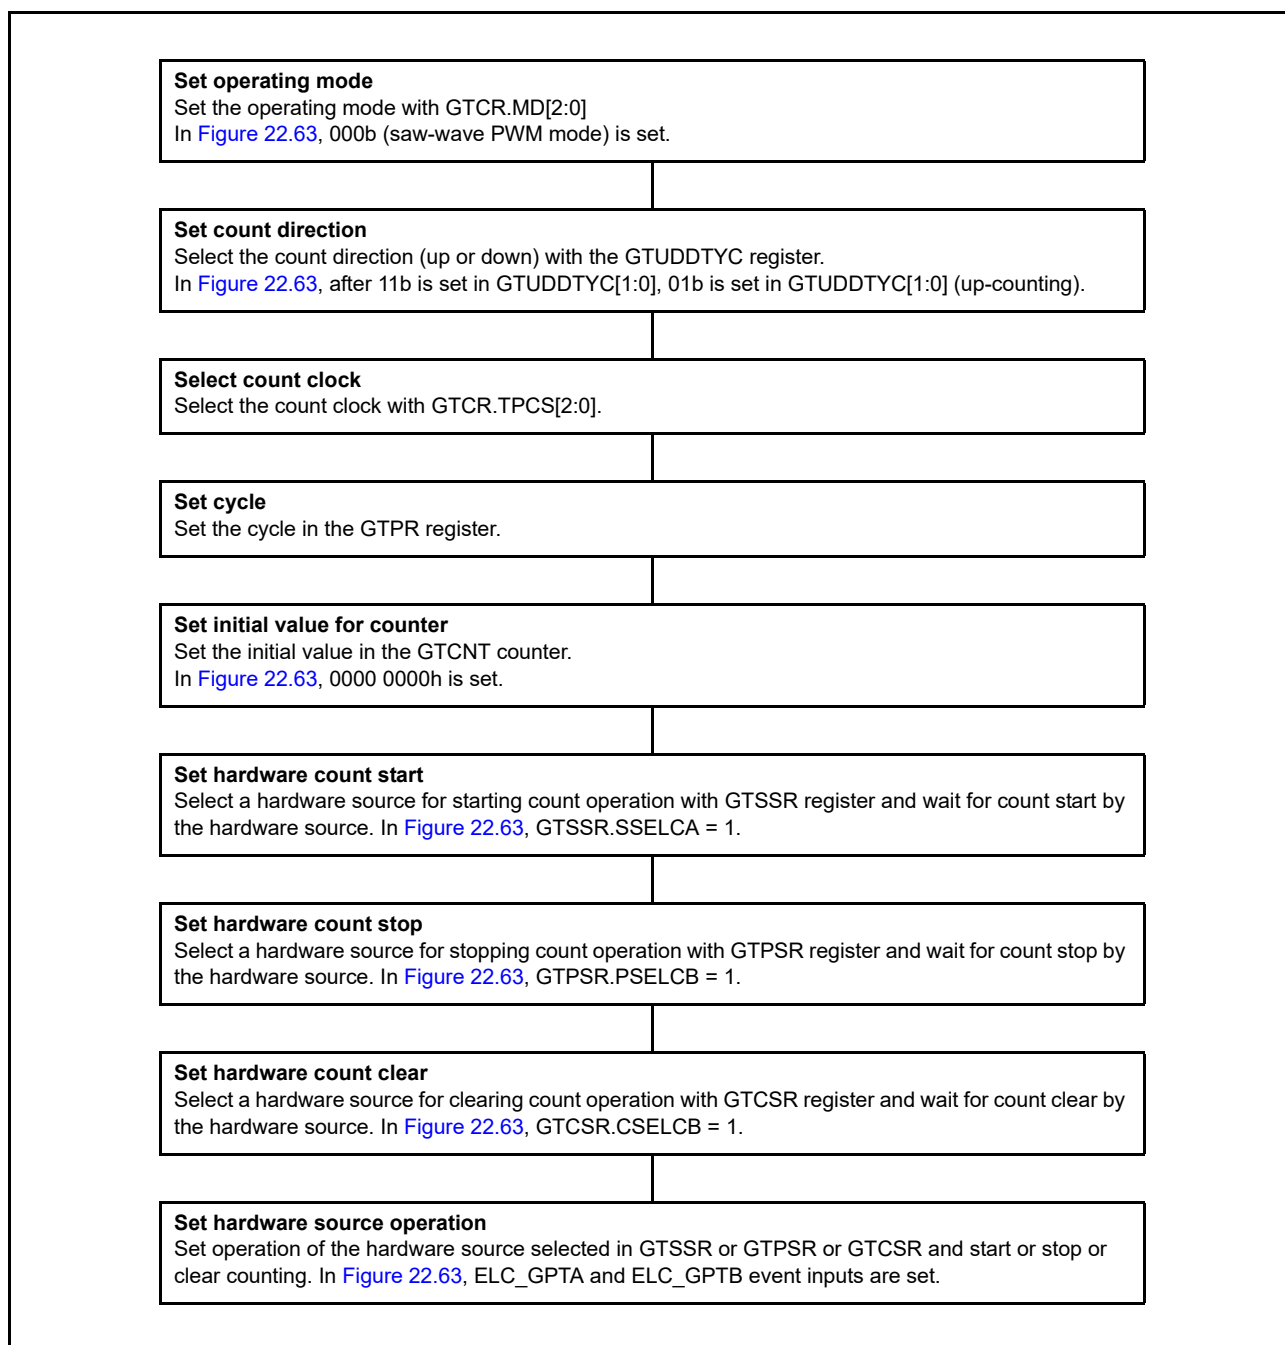 Set operating mode
Set the operating mode with GTCR.MD[2:0]
In Figure 22.63, 000b (saw-wave PWM mode) is set.
Set count direction
Select the count direction (up or down) with the GTUDDTYC register.
In Figure 22.63, after 11b is set in GTUDDTYC[1:0], 01b is set in GTUDDTYC[1:0] (up-counting).
Select count clock
Select the count clock with GTCR.TPCS[2:0].
Set cycle
Set the cycle in the GTPR register.
Set initial value for counter
Set the initial value in the GTCNT counter.
In Figure 22.63, 0000 0000h is set.
Set hardware count start
Select a hardware source for starting count operation with GTSSR register and wait for count start by
the hardware source. In Figure 22.63, GTSSR.SSELCA = 1.
Set hardware count stop
Select a hardware source for stopping count operation with GTPSR register and wait for count stop by
the hardware source. In Figure 22.63, GTPSR.PSELCB = 1.
Set hardware count clear
Select a hardware source for clearing count operation with GTCSR register and wait for count clear by
the hardware source. In Figure 22.63, GTCSR.CSELCB = 1.
Set hardware source operation
Set operation of the hardware source selected in GTSSR or GTPSR or GTCSR and start or stop or
clear counting. In Figure 22.63, ELC_GPTA and ELC_GPTB event inputs are set.